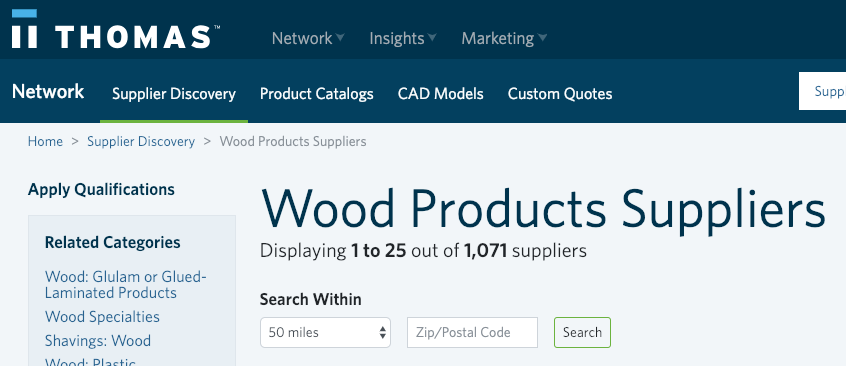 THOMAS™
Network Insights Marketing
Network Supplier Discovery Product Catalogs CAD Models Custom Quotes Supp
Home > Supplier Discovery > Wood Products Suppliers
Apply Qualifications
Related Categories
Wood: Glulam or Glued-
Laminated Products
Wood Specialties
Shavings: Wood
Wood: Plastic
Wood Products Suppliers
Displaying 1 to 25 out of 1,071 suppliers
Search Within
50 miles Zip/Postal Code Search